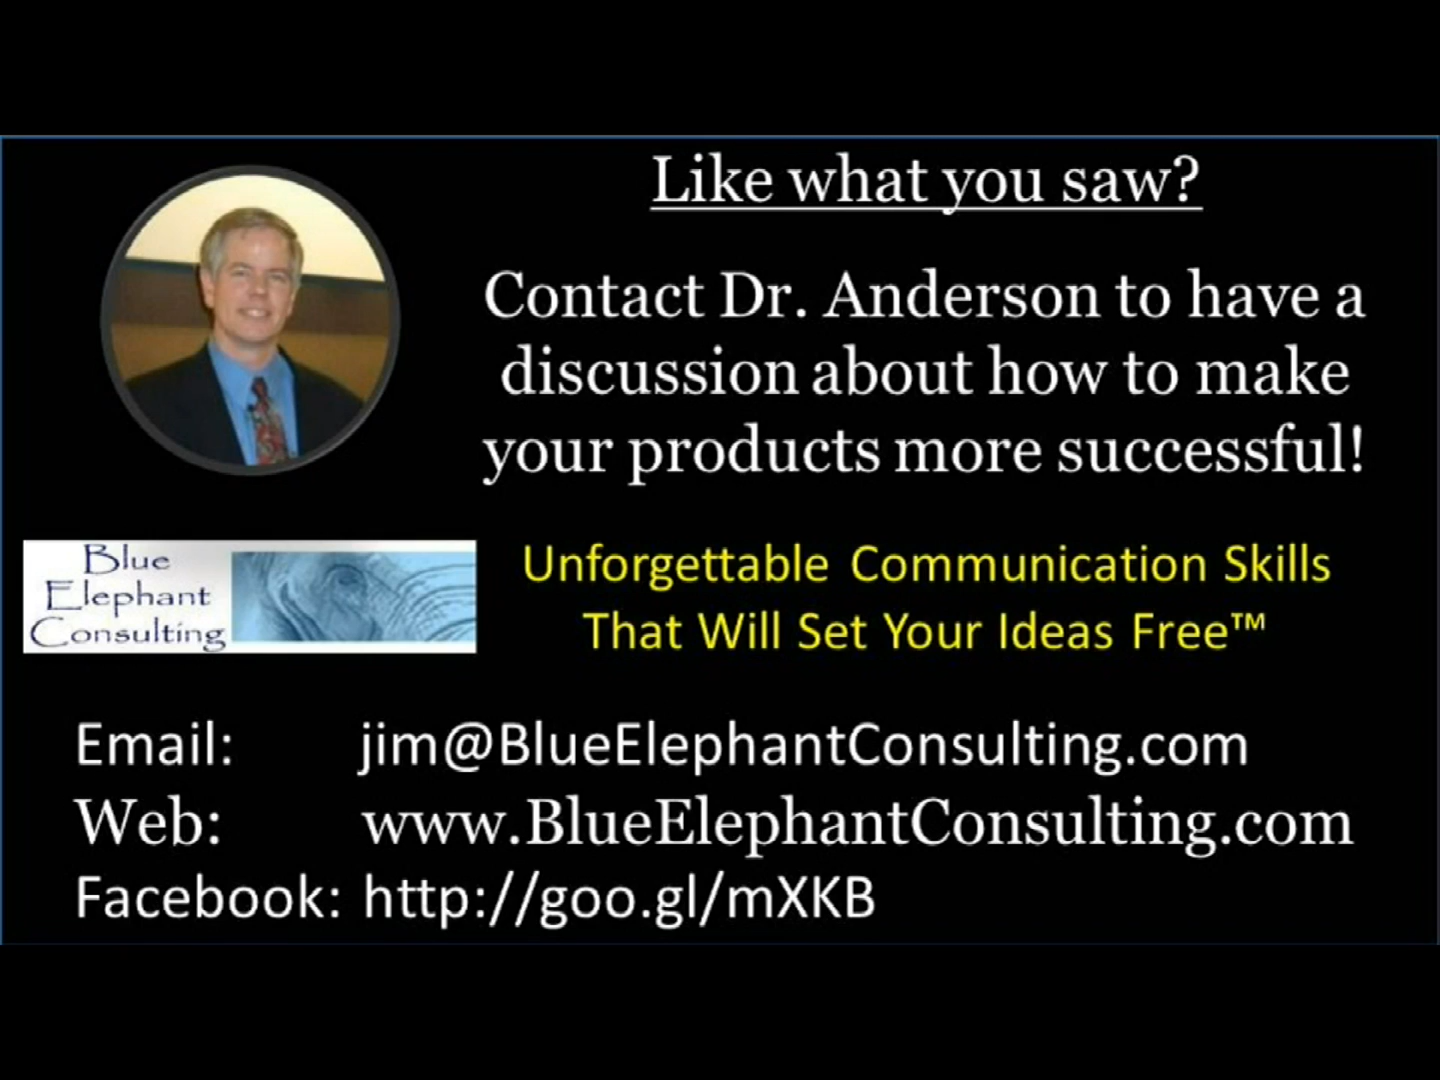 Like what you saw?
Contact Dr. Anderson to have a
discussion about how to make
your products more successful!
Blue
Elephant
Consulting
Unforgettable Communication Skills
That Will Set Your Ideas Free™
Email: jim@BlueElephantConsulting.com
Web: www.BlueElephantConsulting.com
Facebook: http://goo.gl/mXKB